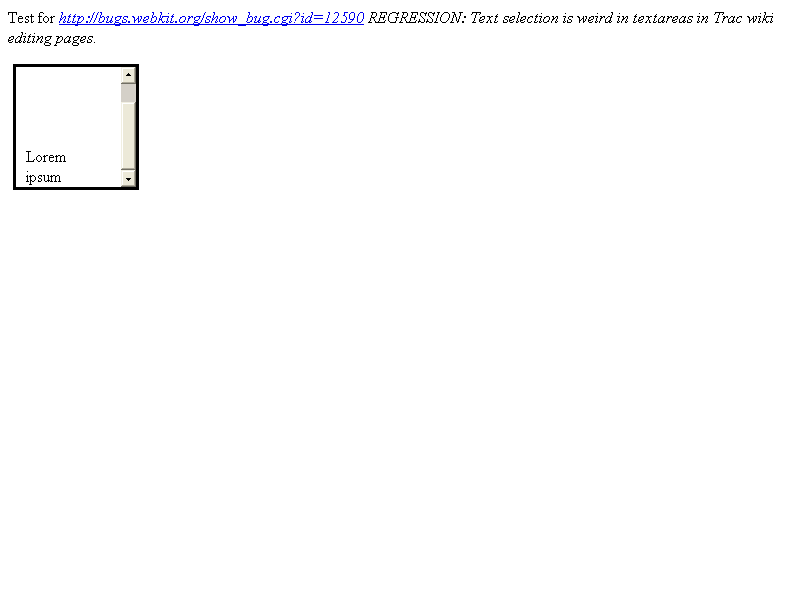 Test for http://bugs.webkit.org/show_bug.cgi?id=12590 REGRESSION: Text selection is weird in textareas in Trac wiki
editing pages.
Lorem
ipsum